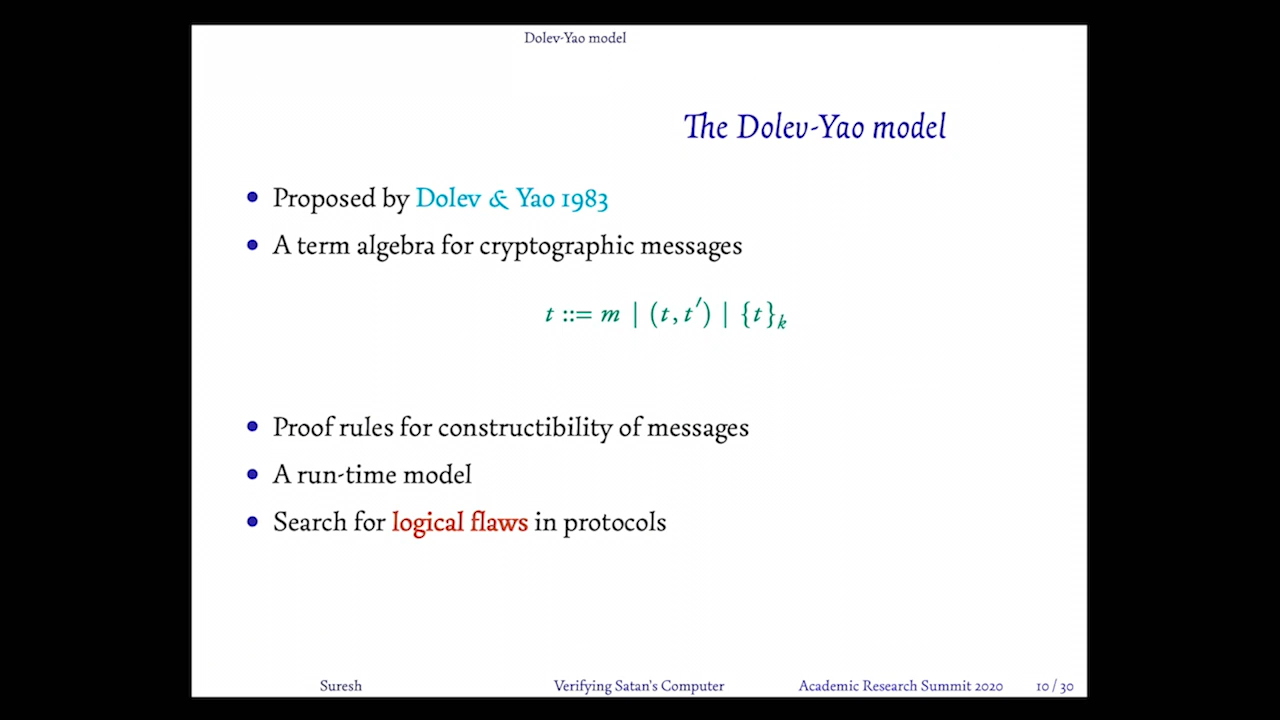 Dolev-Yao model
The Dolev-Yao model
• Proposed by Dolev & Yao 1983
• A term algebra for cryptographic messages
t ::= m | (t, t′) | {t}ₖ
• Proof rules for constructibility of messages
• A run-time model
• Search for logical flaws in protocols
Suresh Verifying Satan's Computer Academic Research Summit 2020 10 / 30